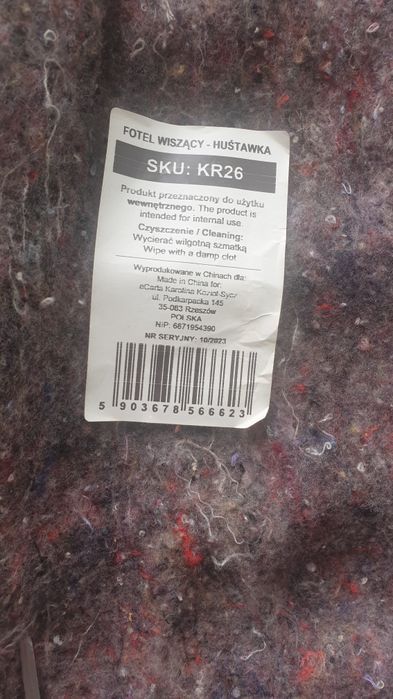 FOTEL WISZĄCY - HUŚTAWKA
SKU: KR26
Produkt przeznaczony do użytku
wewnętrznego. The product is
intended for internal use.
Czyszczenie / Cleaning:
Wycierać wilgotną szmatką
Wipe with a damp clot
Wyprodukowane w Chinach dla:
Made in China for:
eCarla Karolina Kozioł-Sycz
ul. Podkarpacka 145
35-083 Rzeszów
POLSKA
NIP: 6871954390
NR SERYJNY: 10/2023
5 903678 566623